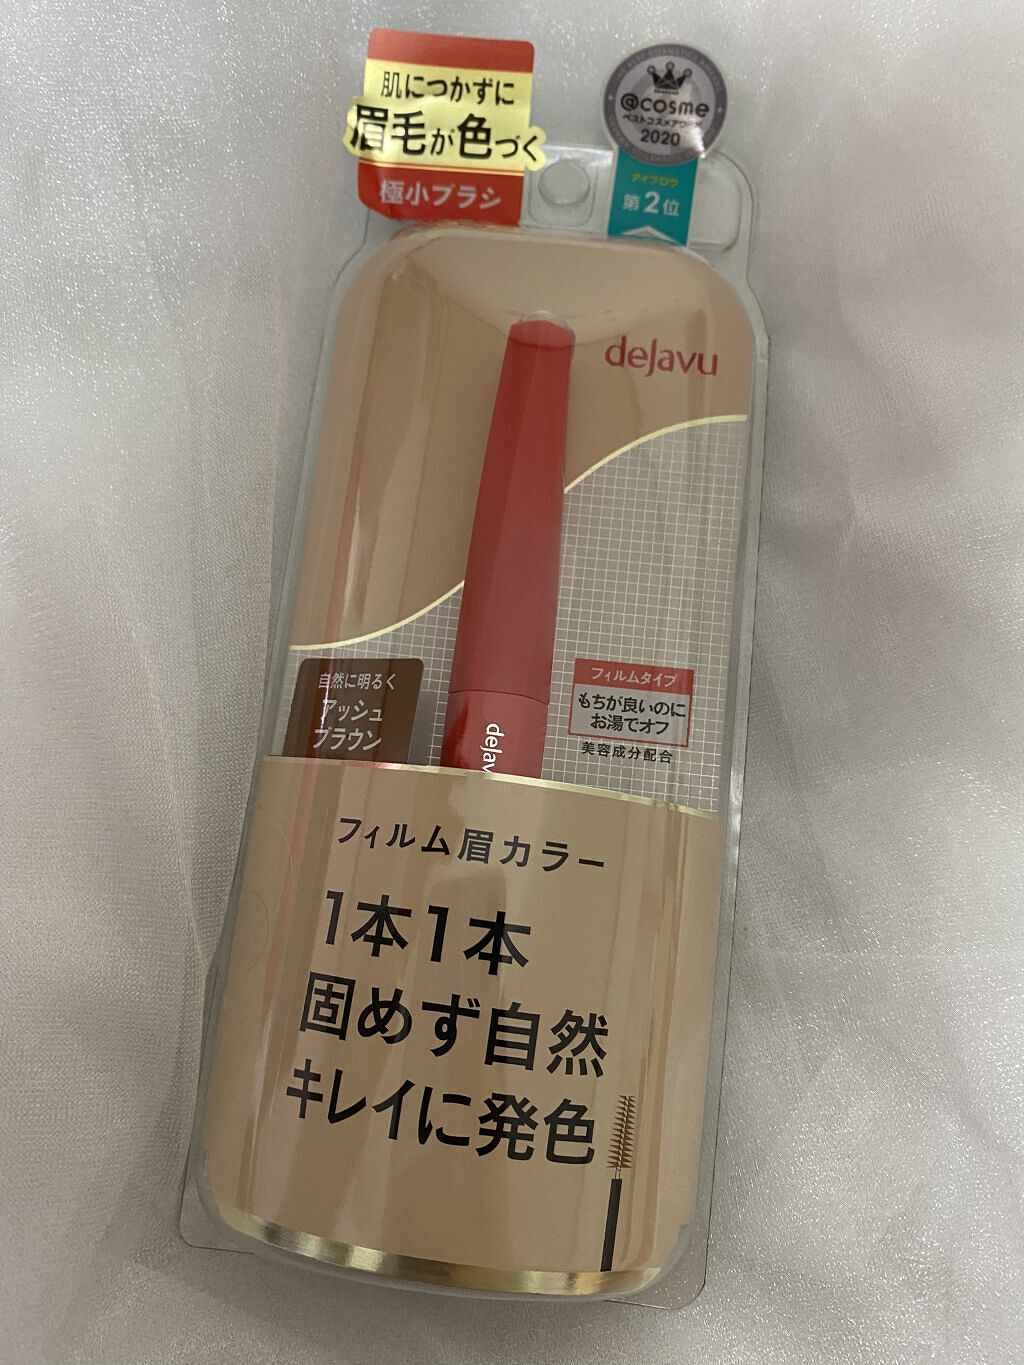 肌につかずに
眉毛が色づく
極小ブラシ
@cosme
ベストコスメアワード
2020
アイブロウ
第2位
deJavu
自然に明るく
アッシュ
ブラウン
フィルムタイプ
もちが良いのに
お湯でオフ
美容成分配合
フィルム眉カラー
1本1本
固めず自然
キレイに発色